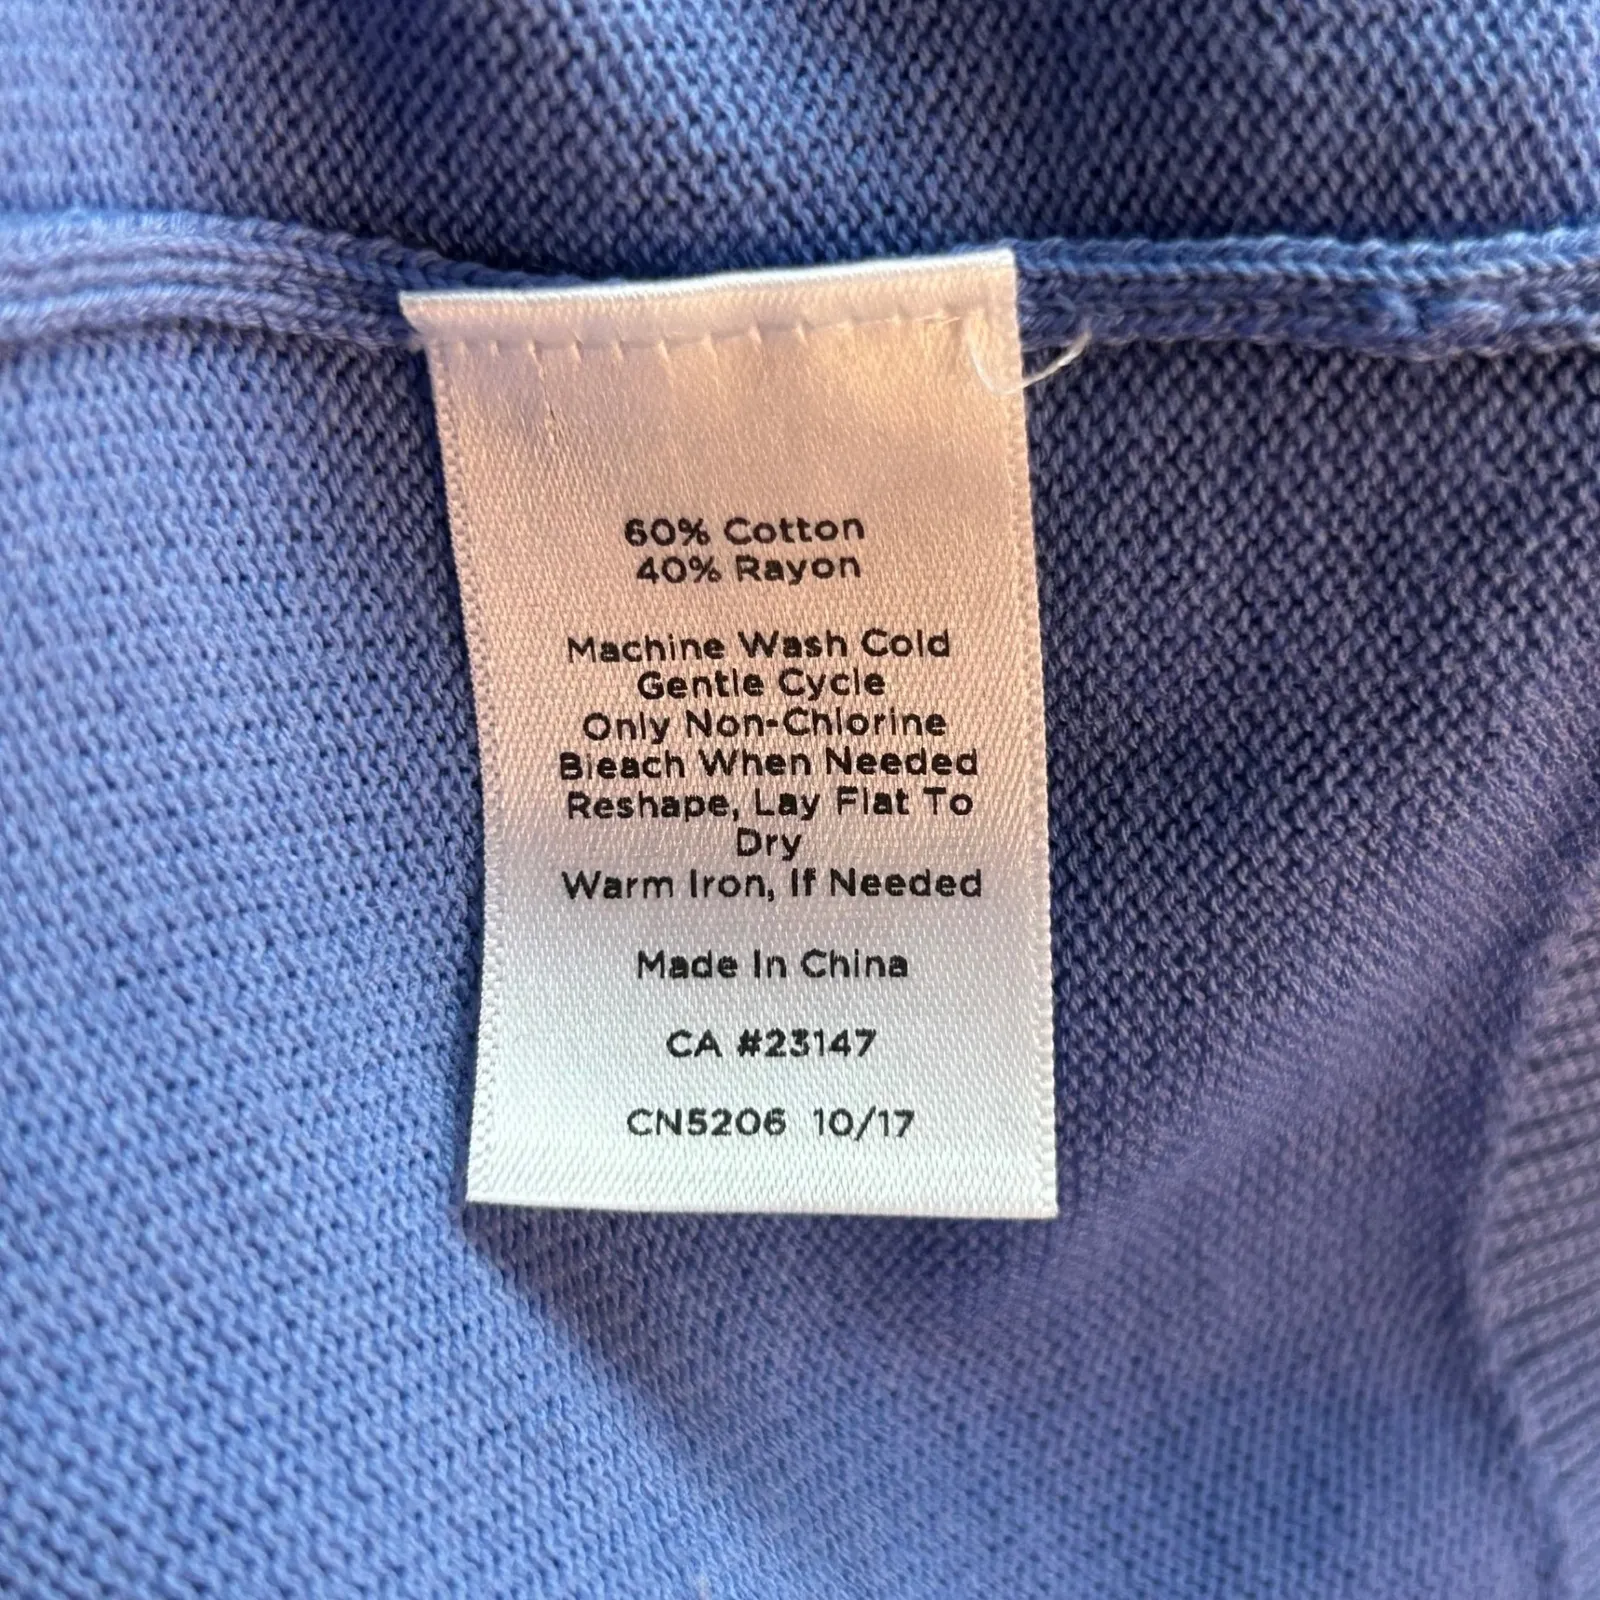 60% Cotton
40% Rayon
Machine Wash Cold
Gentle Cycle
Only Non-Chlorine
Bleach When Needed
Reshape, Lay Flat To
Dry
Warm Iron, If Needed
Made In China
CA #23147
CN5206 10/17